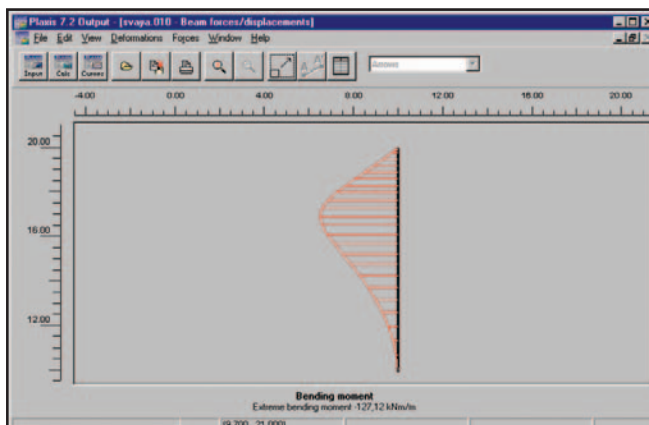 Plaxis 7.2 Output - [svaya.010 - Beam forces/displacements]
File Edit View Deformations Forces Window Help
Input Calc Curves Arrows
-4.00 0.00 4.00 8.00 12.00 16.00 20.00
20.00
16.00
12.00
Bending moment
Extreme bending moment -127,12 kNm/m
(9.700 , 21.000)